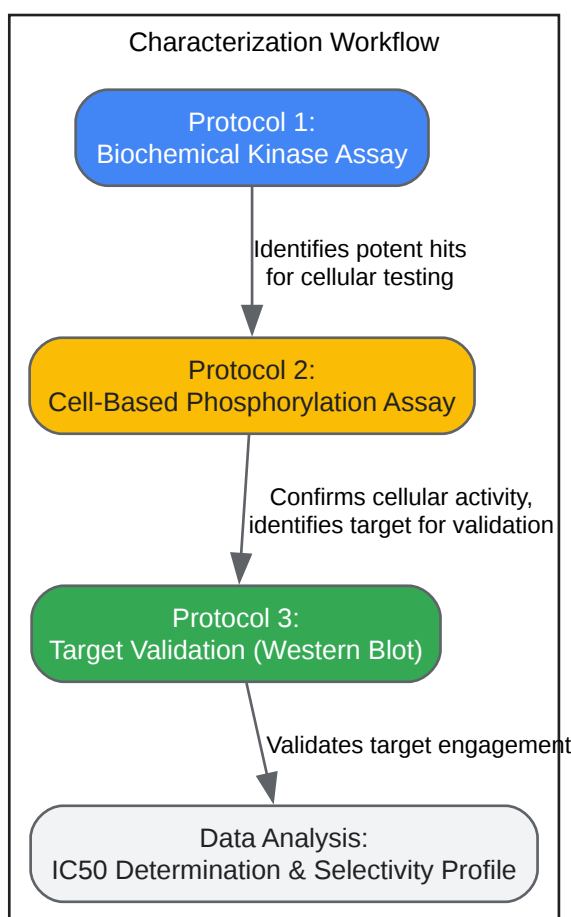 Characterization Workflow
Protocol 1:
Biochemical Kinase Assay
Identifies potent hits
for cellular testing
Protocol 2:
Cell-Based Phosphorylation Assay
Confirms cellular activity,
identifies target for validation
Protocol 3:
Target Validation (Western Blot)
Validates target engagement
Data Analysis:
IC50 Determination & Selectivity Profile